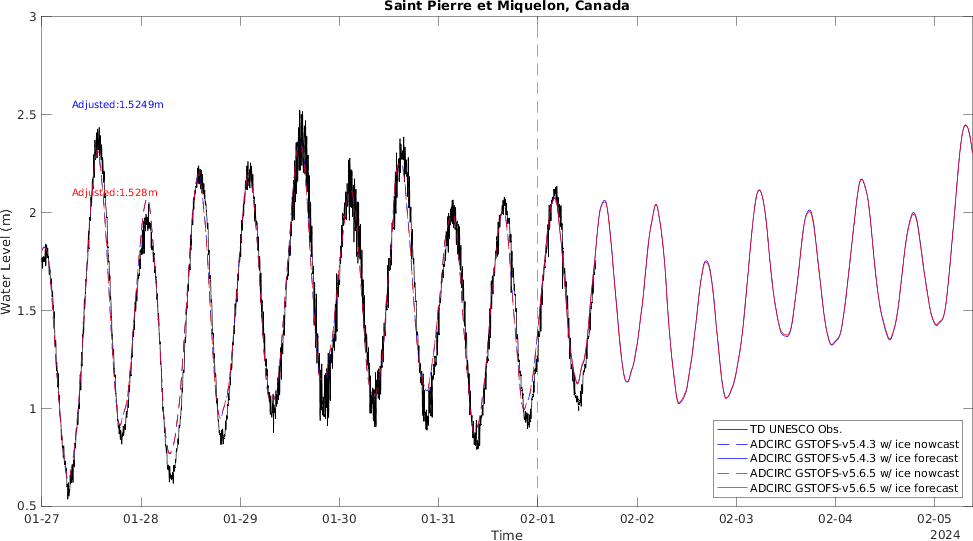 Saint Pierre et Miquelon, Canada
3
2.5
2
1.5
1
0.5
Water Level (m)
Adjusted:1.5249m
Adjusted:1.528m
TD UNESCO Obs.
ADCIRC GSTOFS-v5.4.3 w/ ice nowcast
ADCIRC GSTOFS-v5.4.3 w/ ice forecast
ADCIRC GSTOFS-v5.6.5 w/ ice nowcast
ADCIRC GSTOFS-v5.6.5 w/ ice forecast
01-27 01-28 01-29 01-30 01-31 02-01 02-02 02-03 02-04 02-05
Time
2024